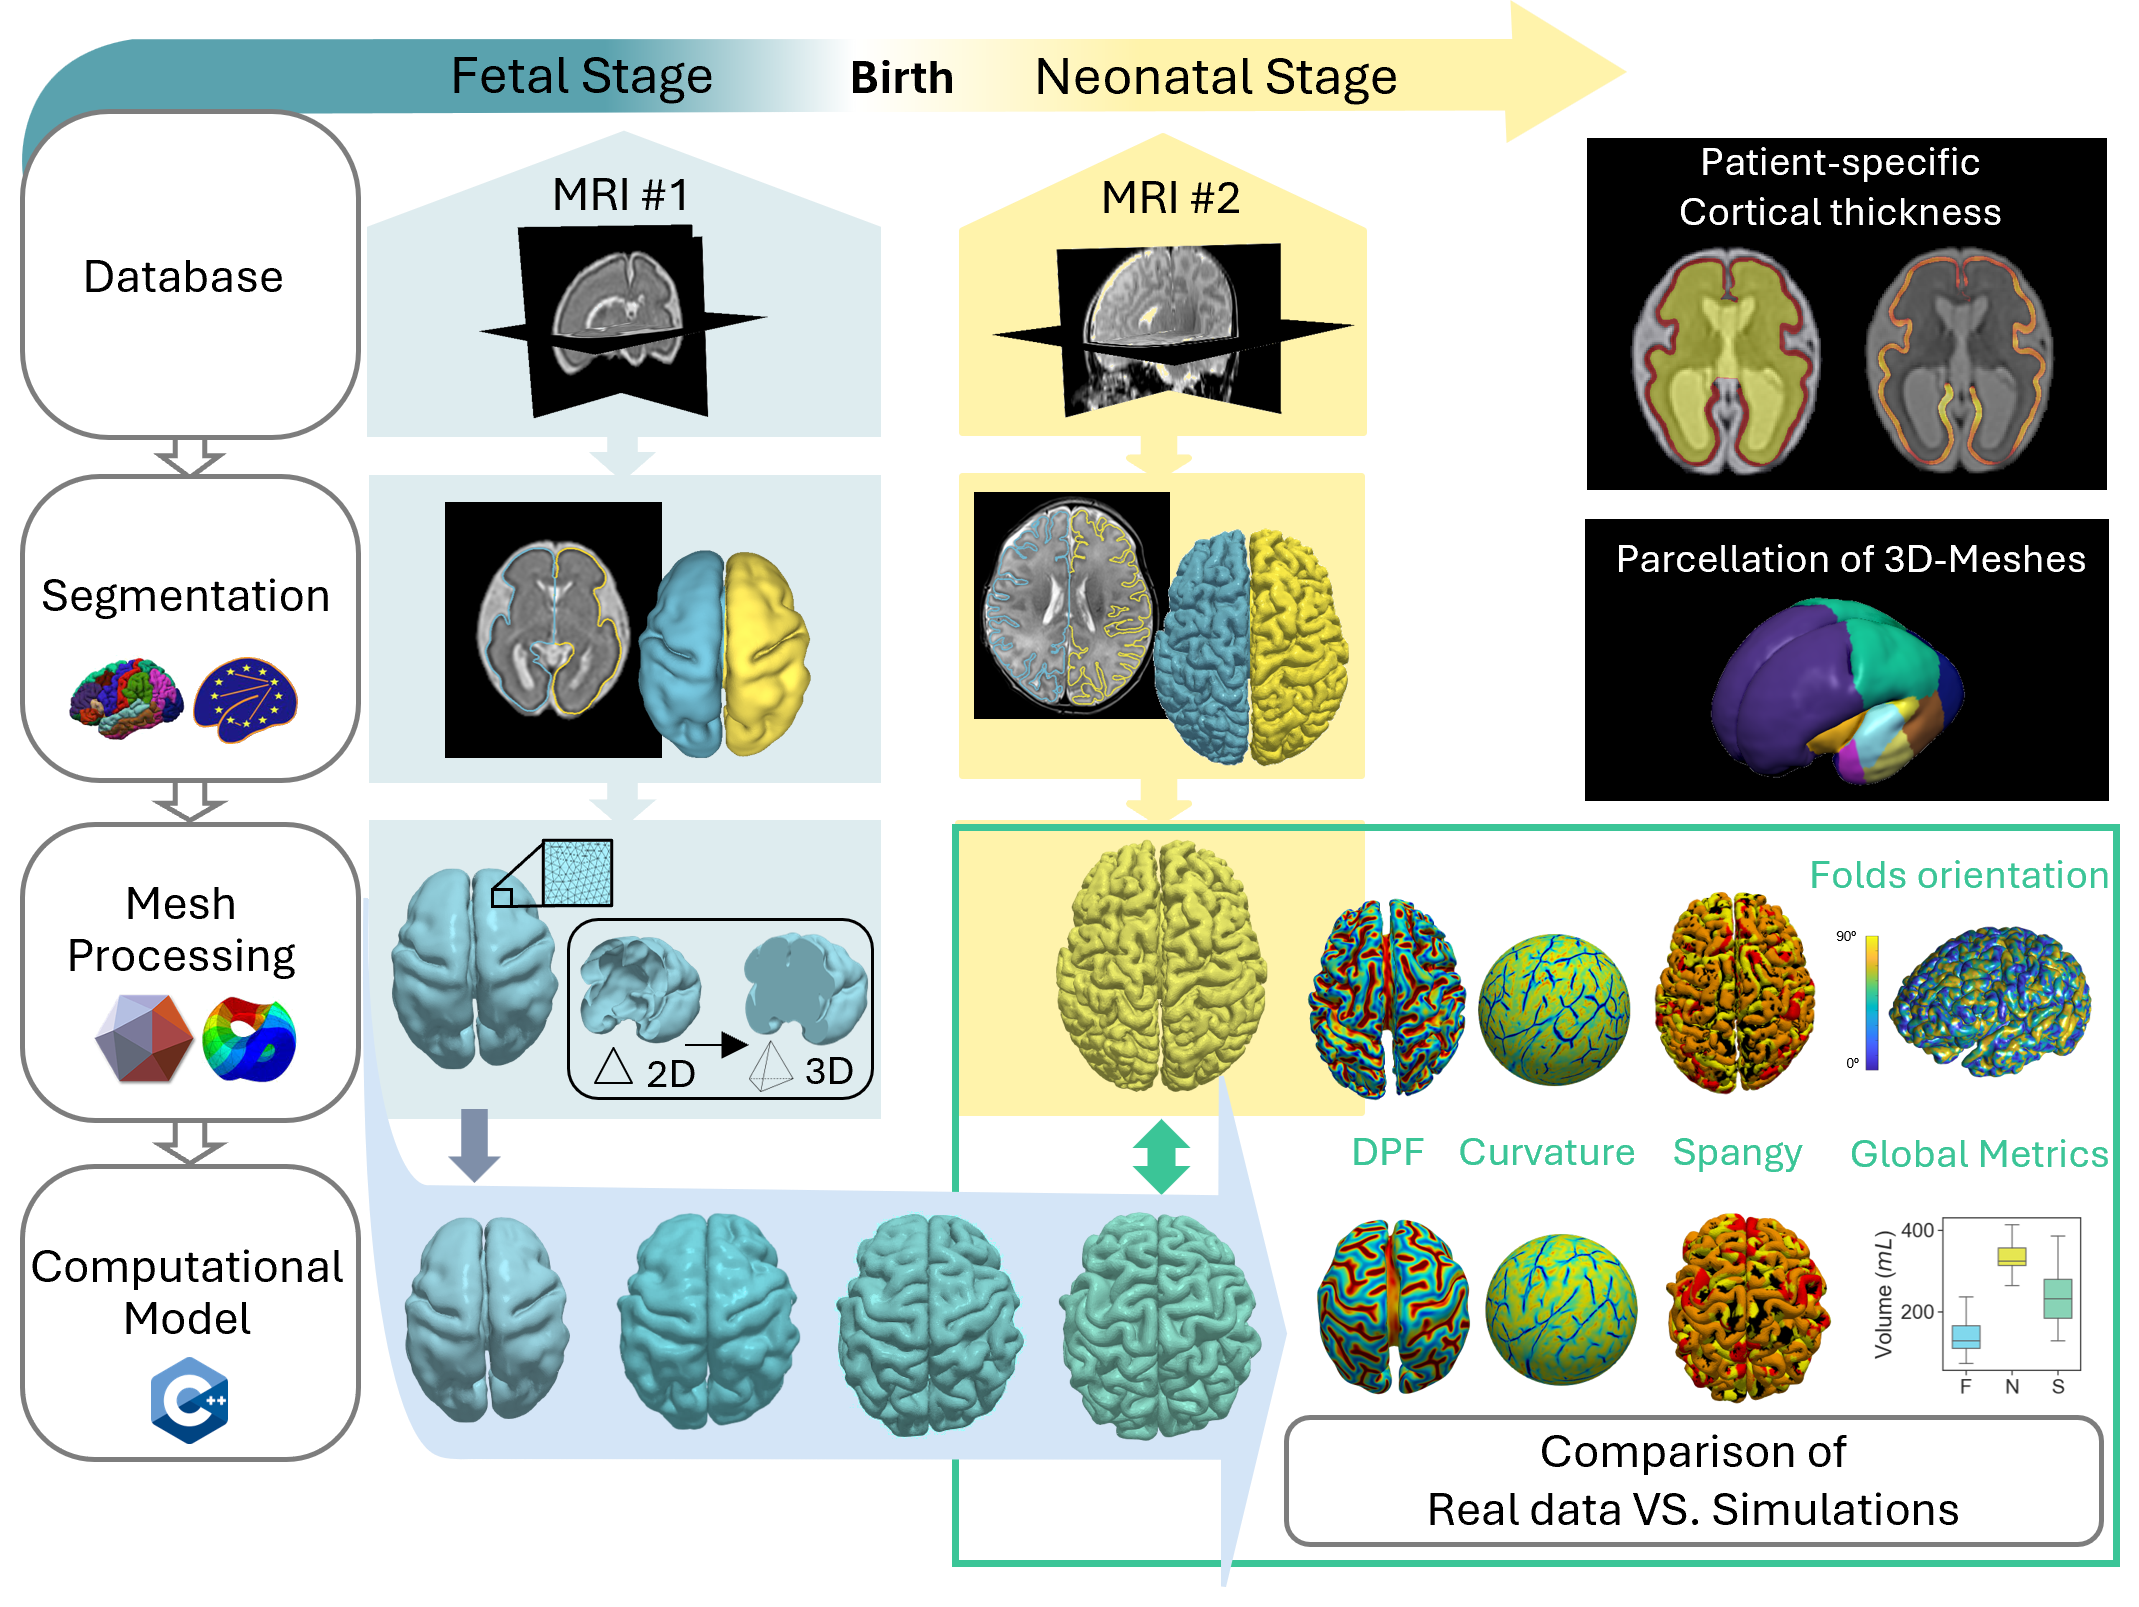 Fetal Stage
Birth
Neonatal Stage
Database
MRI #1
MRI #2
Patient-specific
Cortical thickness
Segmentation
Parcellation of 3D-Meshes
Mesh
Processing
2D
3D
Folds orientation
90º
0º
DPF
Curvature
Spangy
Global Metrics
Computational
Model
C++
Volume (mL)
400
200
F
N
S
Comparison of
Real data VS. Simulations